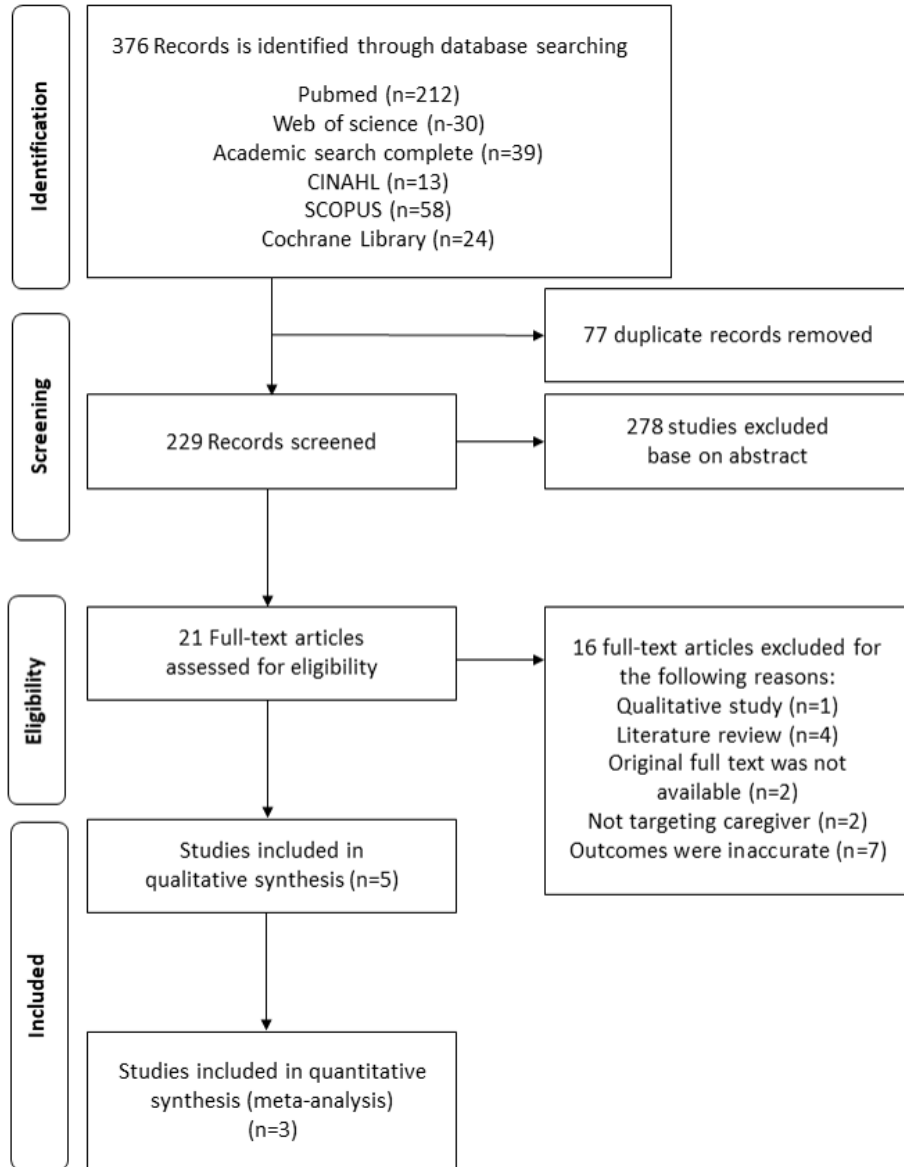 Identification
376 Records is identified through database searching
Pubmed (n=212)
Web of science (n-30)
Academic search complete (n=39)
CINAHL (n=13)
SCOPUS (n=58)
Cochrane Library (n=24)
77 duplicate records removed
Screening
229 Records screened
278 studies excluded
base on abstract
Eligibility
21 Full-text articles
assessed for eligibility
16 full-text articles excluded for
the following reasons:
Qualitative study (n=1)
Literature review (n=4)
Original full text was not
available (n=2)
Not targeting caregiver (n=2)
Outcomes were inaccurate (n=7)
Included
Studies included in
qualitative synthesis (n=5)
Studies included in quantitative
synthesis (meta-analysis)
(n=3)